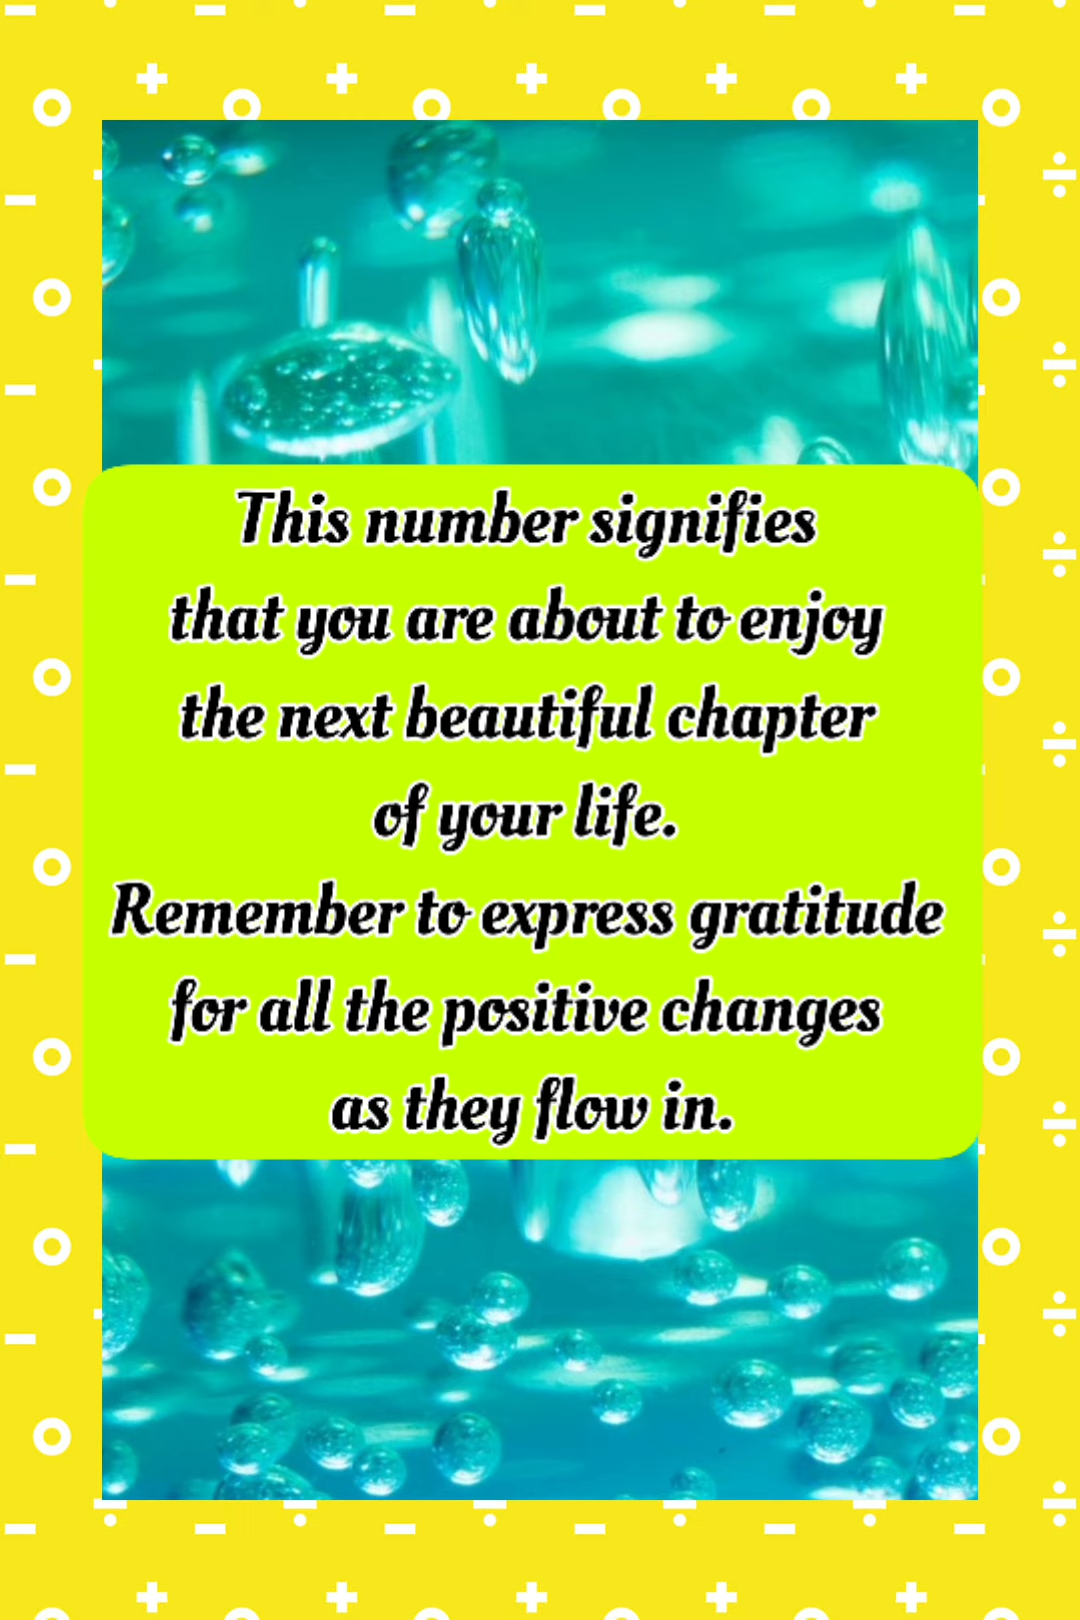 This number signifies
that you are about to enjoy
the next beautiful chapter
of your life.
Remember to express gratitude
for all the positive changes
as they flow in.